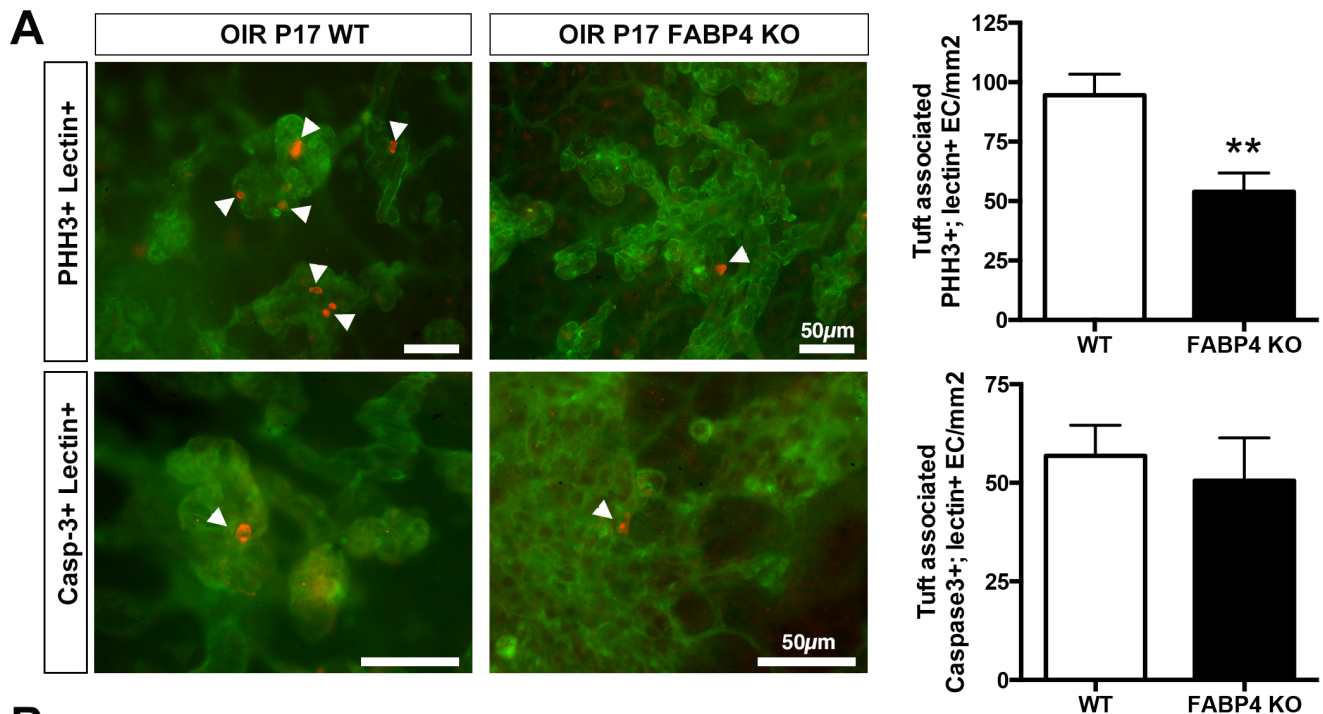 A
OIR P17 WT
OIR P17 FABP4 KO
PHH3+ Lectin+
50µm
Casp-3+ Lectin+
50µm
Tuft associated
PHH3+; lectin+ EC/mm2
125
100
75
50
25
0
**
WT
FABP4 KO
Tuft associated
Caspase3+; lectin+ EC/mm2
75
50
25
0
WT
FABP4 KO